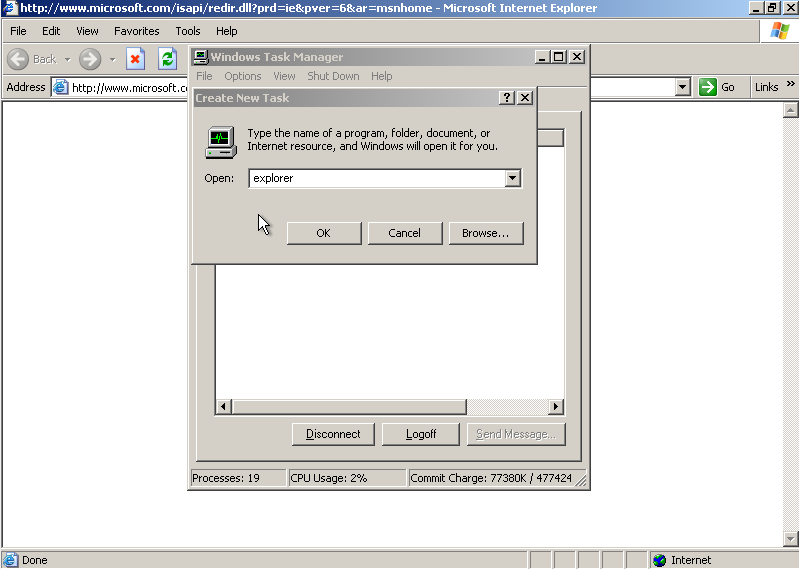 http://www.microsoft.com/isapi/redir.dll?prd=ie&pver=6&ar=msnhome - Microsoft Internet Explorer
File Edit View Favorites Tools Help
Back
Address http://www.microsoft.c
Go Links »
Windows Task Manager
File Options View Shut Down Help
Create New Task
Type the name of a program, folder, document, or
Internet resource, and Windows will open it for you.
Open: explorer
OK Cancel Browse...
Disconnect Logoff Send Message...
Processes: 19 CPU Usage: 2% Commit Charge: 77380K / 477424
Done Internet